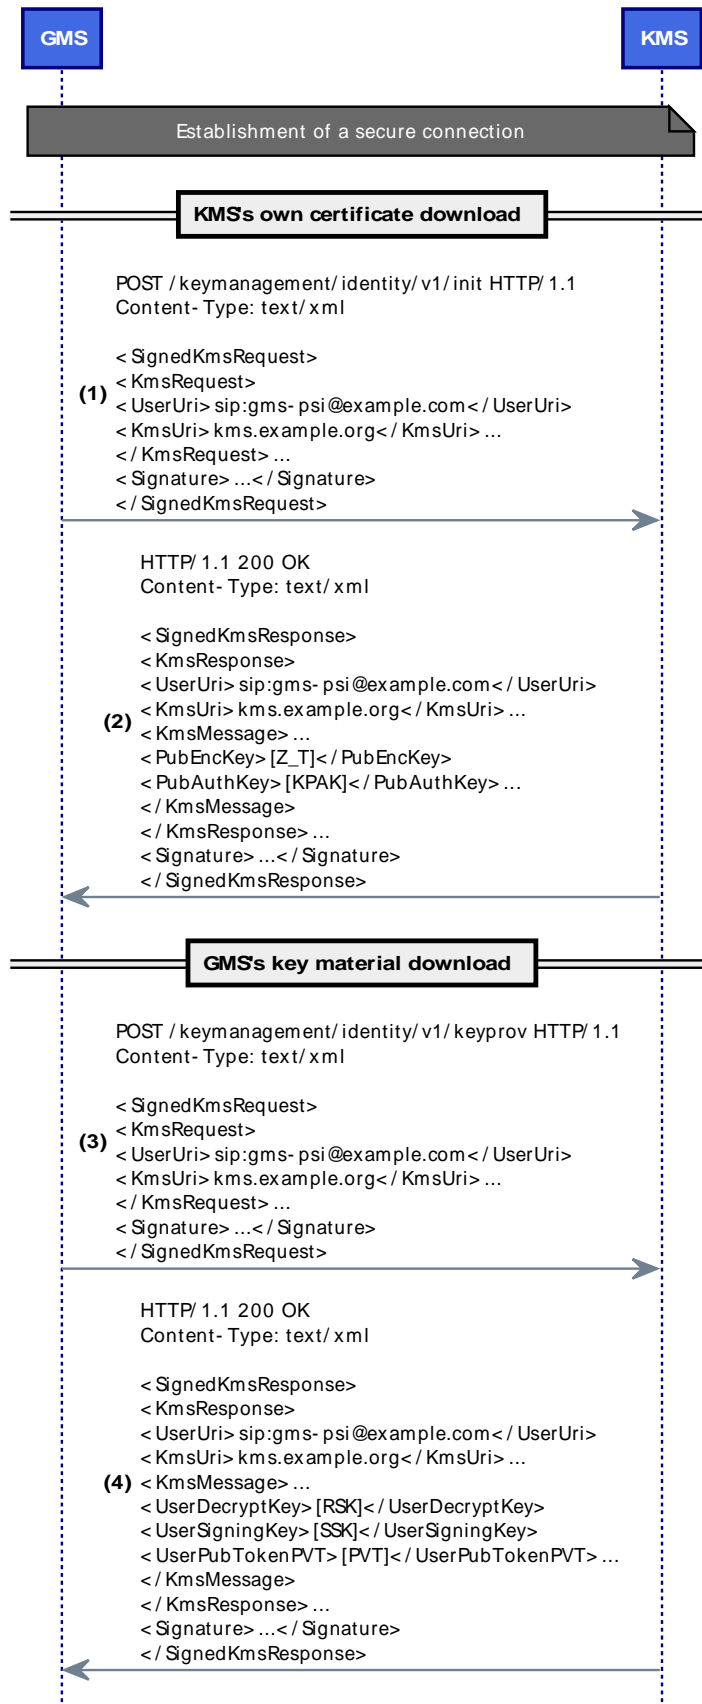 GMS KMS
Establishment of a secure connection
KMS's own certificate download
POST /keymanagement/identity/v1/init HTTP/1.1
Content-Type: text/xml
<SignedKmsRequest>
<KmsRequest>
(1) <UserUri>sip:gms-psi@example.com</UserUri>
<KmsUri>kms.example.org</KmsUri>...
</KmsRequest>...
<Signature>...</Signature>
</SignedKmsRequest>
HTTP/1.1 200 OK
Content-Type: text/xml
<SignedKmsResponse>
<KmsResponse>
<UserUri>sip:gms-psi@example.com</UserUri>
(2) <KmsUri>kms.example.org</KmsUri>...
<KmsMessage>...
<PubEncKey>[Z_T]</PubEncKey>
<PubAuthKey>[KPAK]</PubAuthKey>...
</KmsMessage>
</KmsResponse>...
<Signature>...</Signature>
</SignedKmsResponse>
GMS's key material download
POST /keymanagement/identity/v1/keyprov HTTP/1.1
Content-Type: text/xml
<SignedKmsRequest>
(3) <KmsRequest>
<UserUri>sip:gms-psi@example.com</UserUri>
<KmsUri>kms.example.org</KmsUri>...
</KmsRequest>...
<Signature>...</Signature>
</SignedKmsRequest>
HTTP/1.1 200 OK
Content-Type: text/xml
<SignedKmsResponse>
<KmsResponse>
<UserUri>sip:gms-psi@example.com</UserUri>
<KmsUri>kms.example.org</KmsUri>...
(4) <KmsMessage>...
<UserDecryptKey>[RSK]</UserDecryptKey>
<UserSigningKey>[SSK]</UserSigningKey>
<UserPubTokenPVT>[PVT]</UserPubTokenPVT>...
</KmsMessage>
</KmsResponse>...
<Signature>...</Signature>
</SignedKmsResponse>